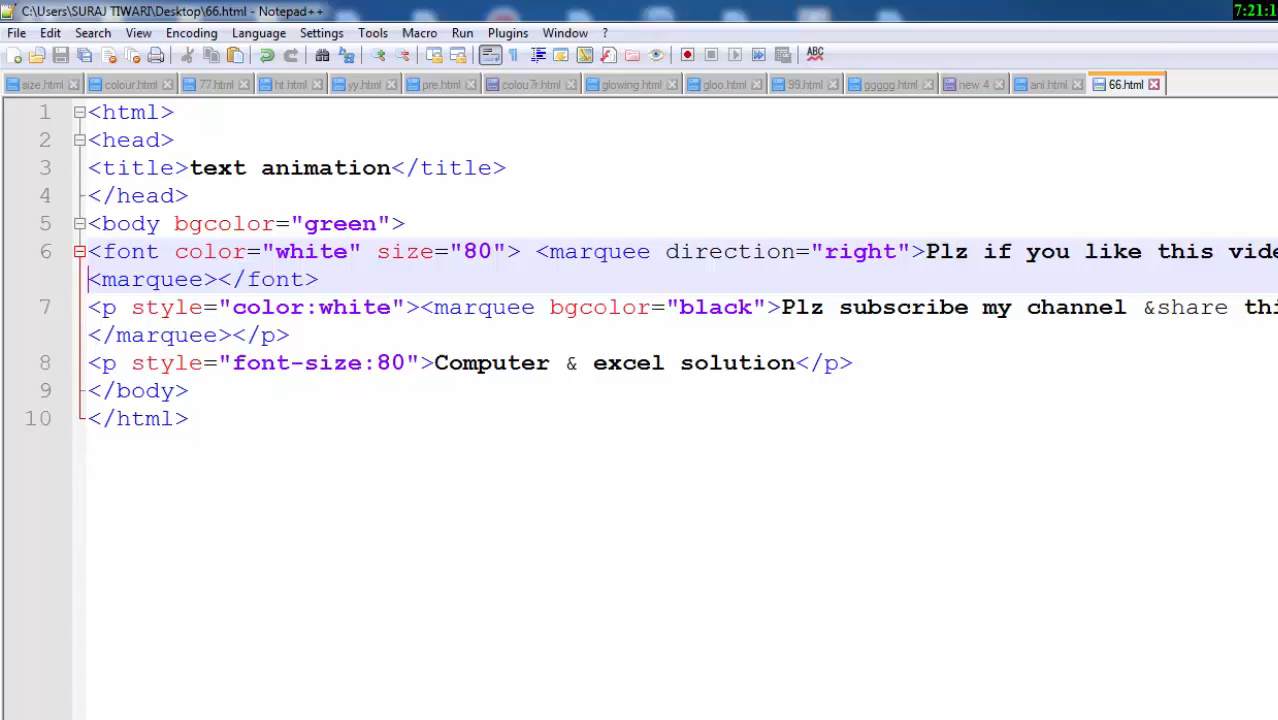 C:\Users\SURAJ TIWARI\Desktop\66.html - Notepad++
7:21:1
File Edit Search View Encoding Language Settings Tools Macro Run Plugins Window ?
ABC
size.html colour.html 77.html ht.html yy.html pre.html colou7r.html glowing.html gloo.html 99.html ggggg.html new 4 ani.html 66.html
1 <html>
2 <head>
3 <title>text animation</title>
4 </head>
5 <body bgcolor="green">
6 <font color="white" size="80"> <marquee direction="right">Plz if you like this vide
<marquee></font>
7 <p style="color:white"><marquee bgcolor="black">Plz subscribe my channel &share thi
</marquee></p>
8 <p style="font-size:80">Computer & excel solution</p>
9 </body>
10 </html>